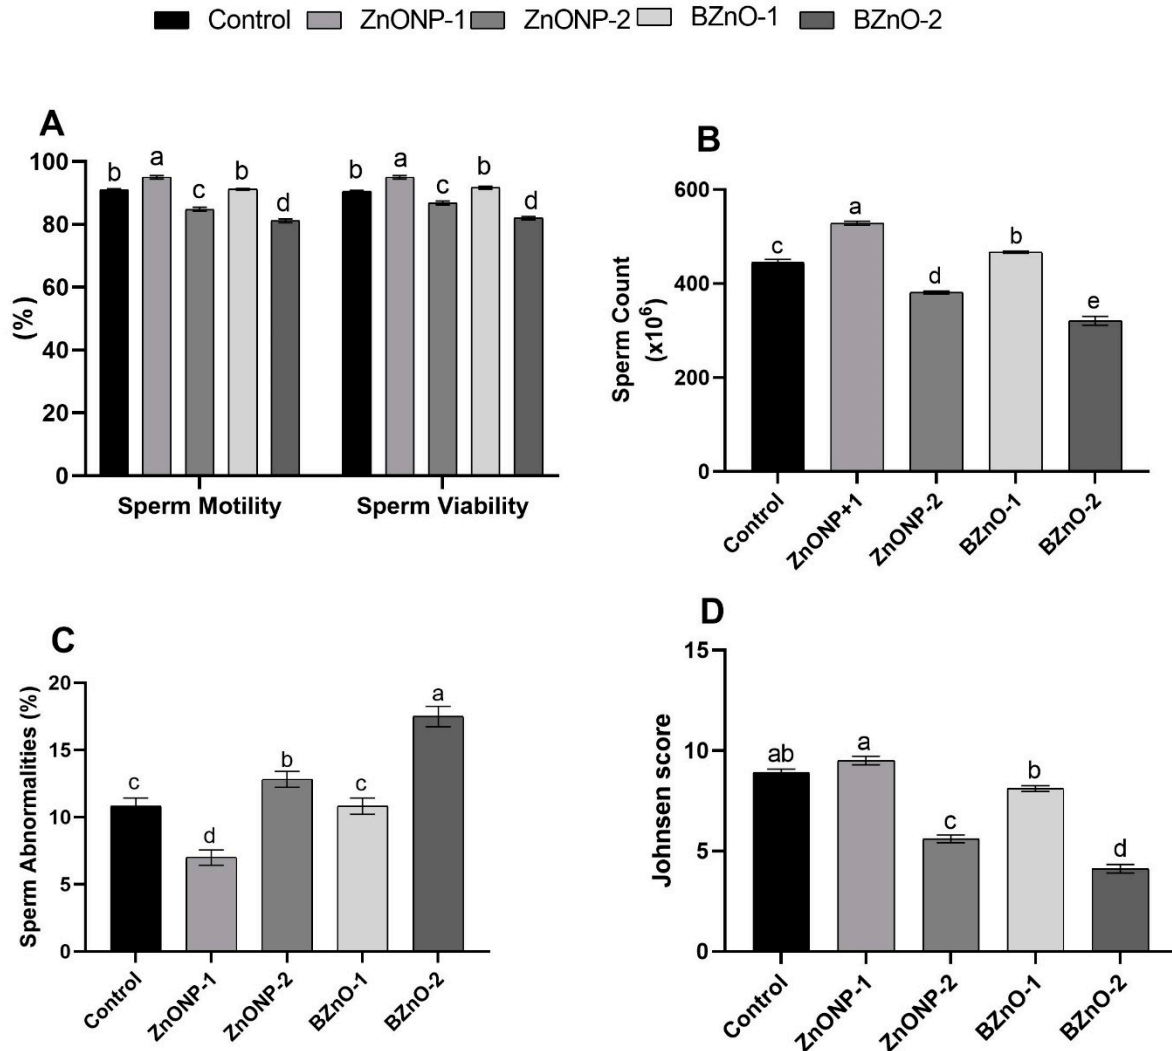 Control ZnONP-1 ZnONP-2 BZnO-1 BZnO-2
A
100
80
60
40
20
0
(%)
b a c b d
b a c b d
Sperm Motility Sperm Viability
B
600
400
200
0
Sperm Count
(x10⁶)
c a d b e
Control ZnONP+1 ZnONP-2 BZnO-1 BZnO-2
C
20
15
10
5
0
Sperm Abnormalities (%)
c d b c a
Control ZnONP-1 ZnONP-2 BZnO-1 BZnO-2
D
15
10
5
0
Johnsen score
ab a c b d
Control ZnONP-1 ZnONP-2 BZnO-1 BZnO-2